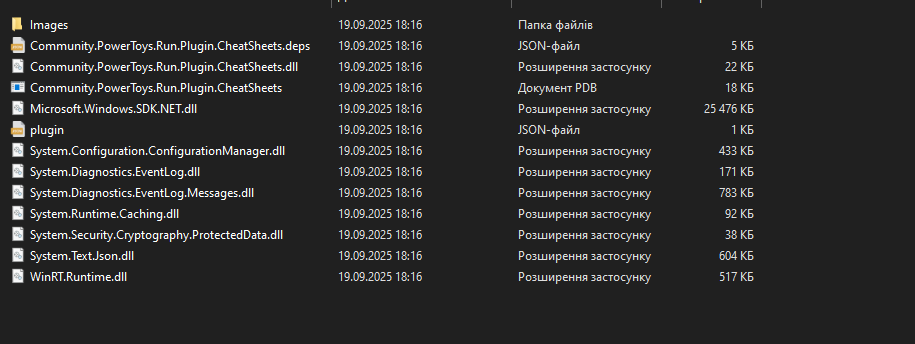 Images 19.09.2025 18:16 Папка файлів
Community.PowerToys.Run.Plugin.CheatSheets.deps 19.09.2025 18:16 JSON-файл 5 КБ
Community.PowerToys.Run.Plugin.CheatSheets.dll 19.09.2025 18:16 Розширення застосунку 22 КБ
Community.PowerToys.Run.Plugin.CheatSheets 19.09.2025 18:16 Документ PDB 18 КБ
Microsoft.Windows.SDK.NET.dll 19.09.2025 18:16 Розширення застосунку 25 476 КБ
plugin 19.09.2025 18:16 JSON-файл 1 КБ
System.Configuration.ConfigurationManager.dll 19.09.2025 18:16 Розширення застосунку 433 КБ
System.Diagnostics.EventLog.dll 19.09.2025 18:16 Розширення застосунку 171 КБ
System.Diagnostics.EventLog.Messages.dll 19.09.2025 18:16 Розширення застосунку 783 КБ
System.Runtime.Caching.dll 19.09.2025 18:16 Розширення застосунку 92 КБ
System.Security.Cryptography.ProtectedData.dll 19.09.2025 18:16 Розширення застосунку 38 КБ
System.Text.Json.dll 19.09.2025 18:16 Розширення застосунку 604 КБ
WinRT.Runtime.dll 19.09.2025 18:16 Розширення застосунку 517 КБ